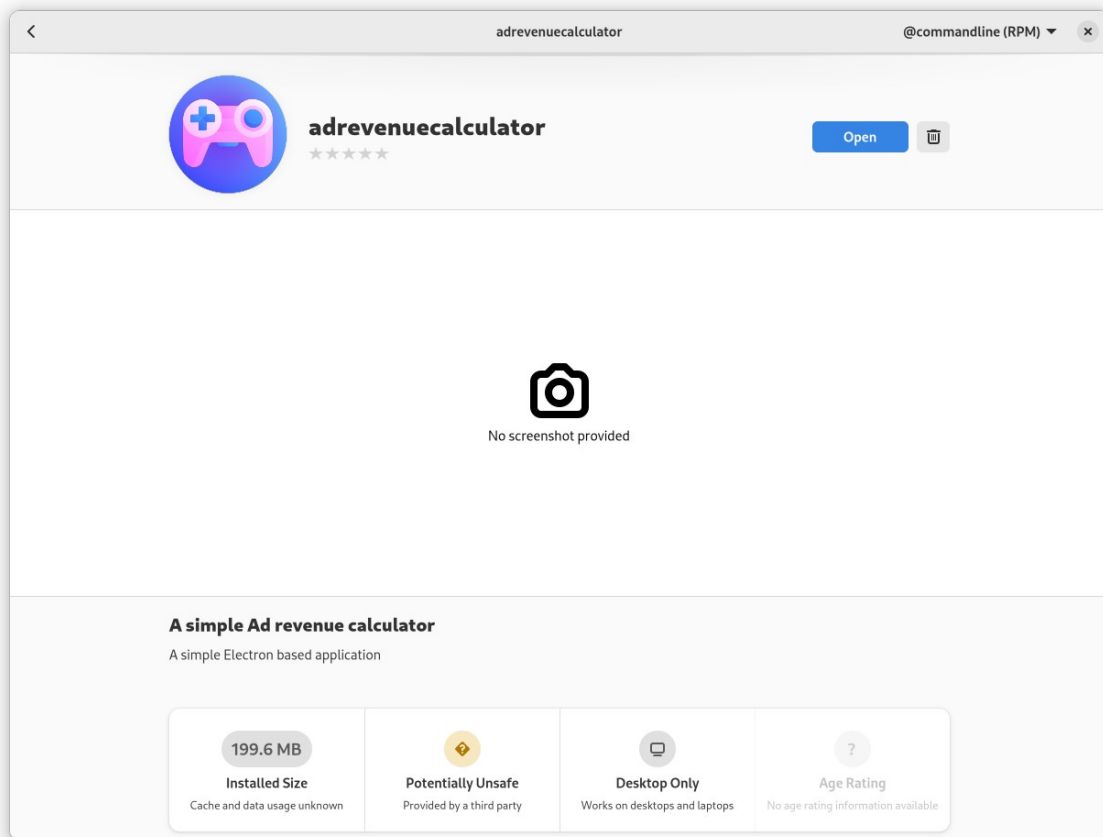 adrevenuecalculator
@commandline (RPM)
adrevenuecalculator
Open
No screenshot provided
A simple Ad revenue calculator
A simple Electron based application
199.6 MB
Installed Size
Cache and data usage unknown
Potentially Unsafe
Provided by a third party
Desktop Only
Works on desktops and laptops
?
Age Rating
No age rating information available